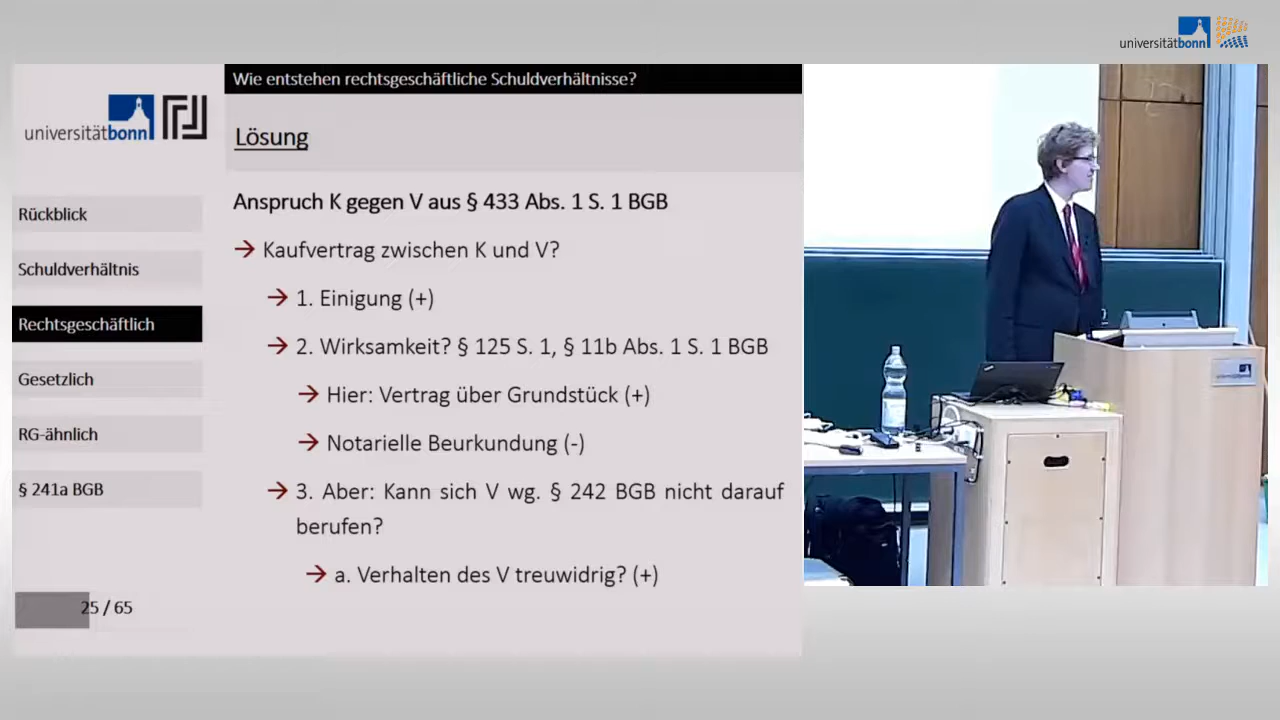 universitätbonn
Wie entstehen rechtsgeschäftliche Schuldverhältnisse?
universitätbonn
Lösung
Rückblick
Schuldverhältnis
Rechtsgeschäftlich
Gesetzlich
RG-ähnlich
§ 241a BGB
25 / 65
Anspruch K gegen V aus § 433 Abs. 1 S. 1 BGB
→ Kaufvertrag zwischen K und V?
→ 1. Einigung (+)
→ 2. Wirksamkeit? § 125 S. 1, § 11b Abs. 1 S. 1 BGB
→ Hier: Vertrag über Grundstück (+)
→ Notarielle Beurkundung (-)
→ 3. Aber: Kann sich V wg. § 242 BGB nicht darauf
berufen?
→ a. Verhalten des V treuwidrig? (+)
universitätbonn